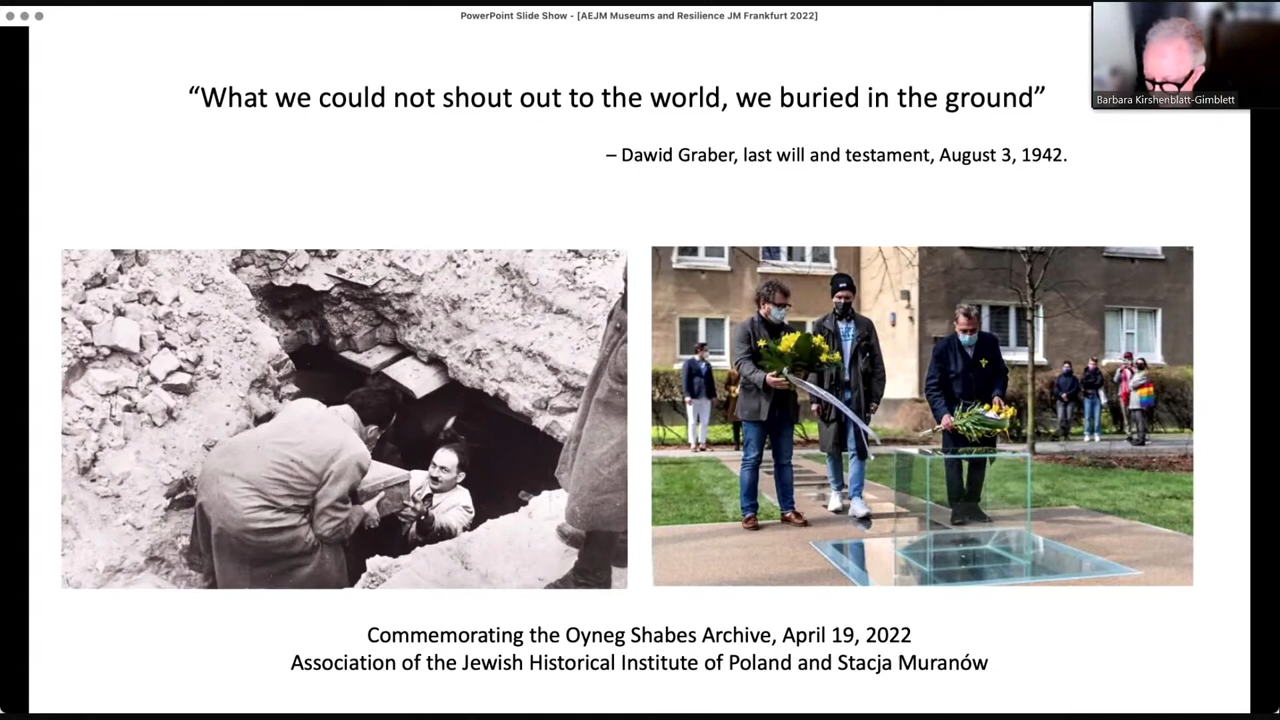 PowerPoint Slide Show - [AEJM Museums and Resilience JM Frankfurt 2022]
Barbara Kirshenblatt-Gimblett
“What we could not shout out to the world, we buried in the ground”
– Dawid Graber, last will and testament, August 3, 1942.
Commemorating the Oyneg Shabes Archive, April 19, 2022
Association of the Jewish Historical Institute of Poland and Stacja Muranów